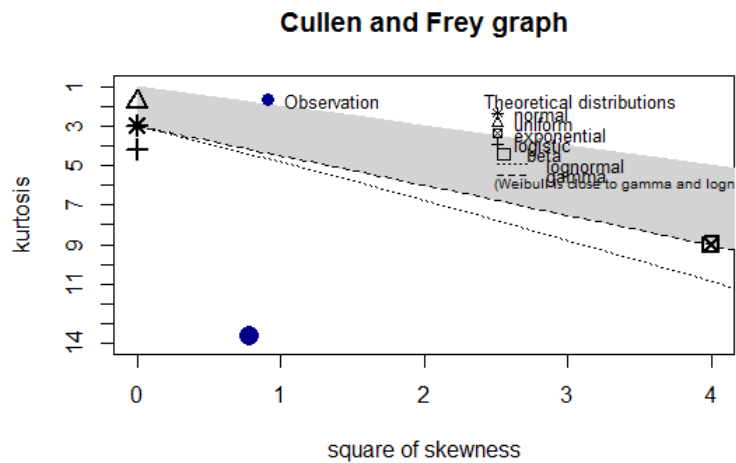 Cullen and Frey graph
kurtosis
1
3
5
7
9
11
14
Observation
Theoretical distributions
normal
uniform
exponential
logistic
beta
lognormal
gamma
(Weibull is close to gamma and logn
0
1
2
3
4
square of skewness